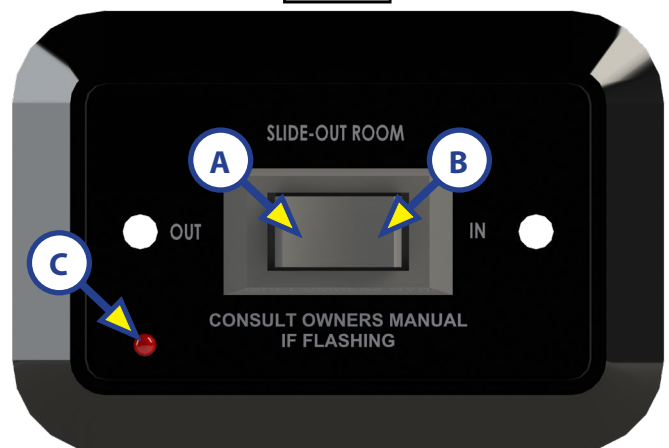 SLIDE-OUT ROOM
A
B
OUT
IN
C
CONSULT OWNERS MANUAL
IF FLASHING